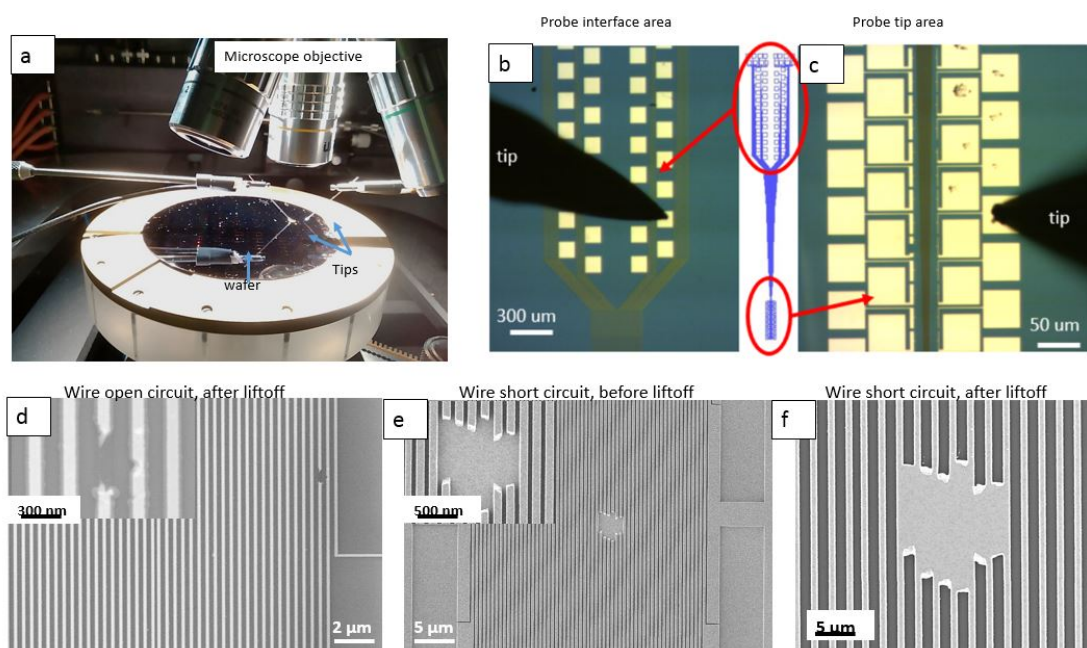 Probe interface area
Probe tip area
a
Microscope objective
Tips
wafer
b
tip
300 um
c
tip
50 um
Wire open circuit, after liftoff
d
300 nm
2 μm
Wire short circuit, before liftoff
e
500 nm
5 μm
Wire short circuit, after liftoff
f
5 μm